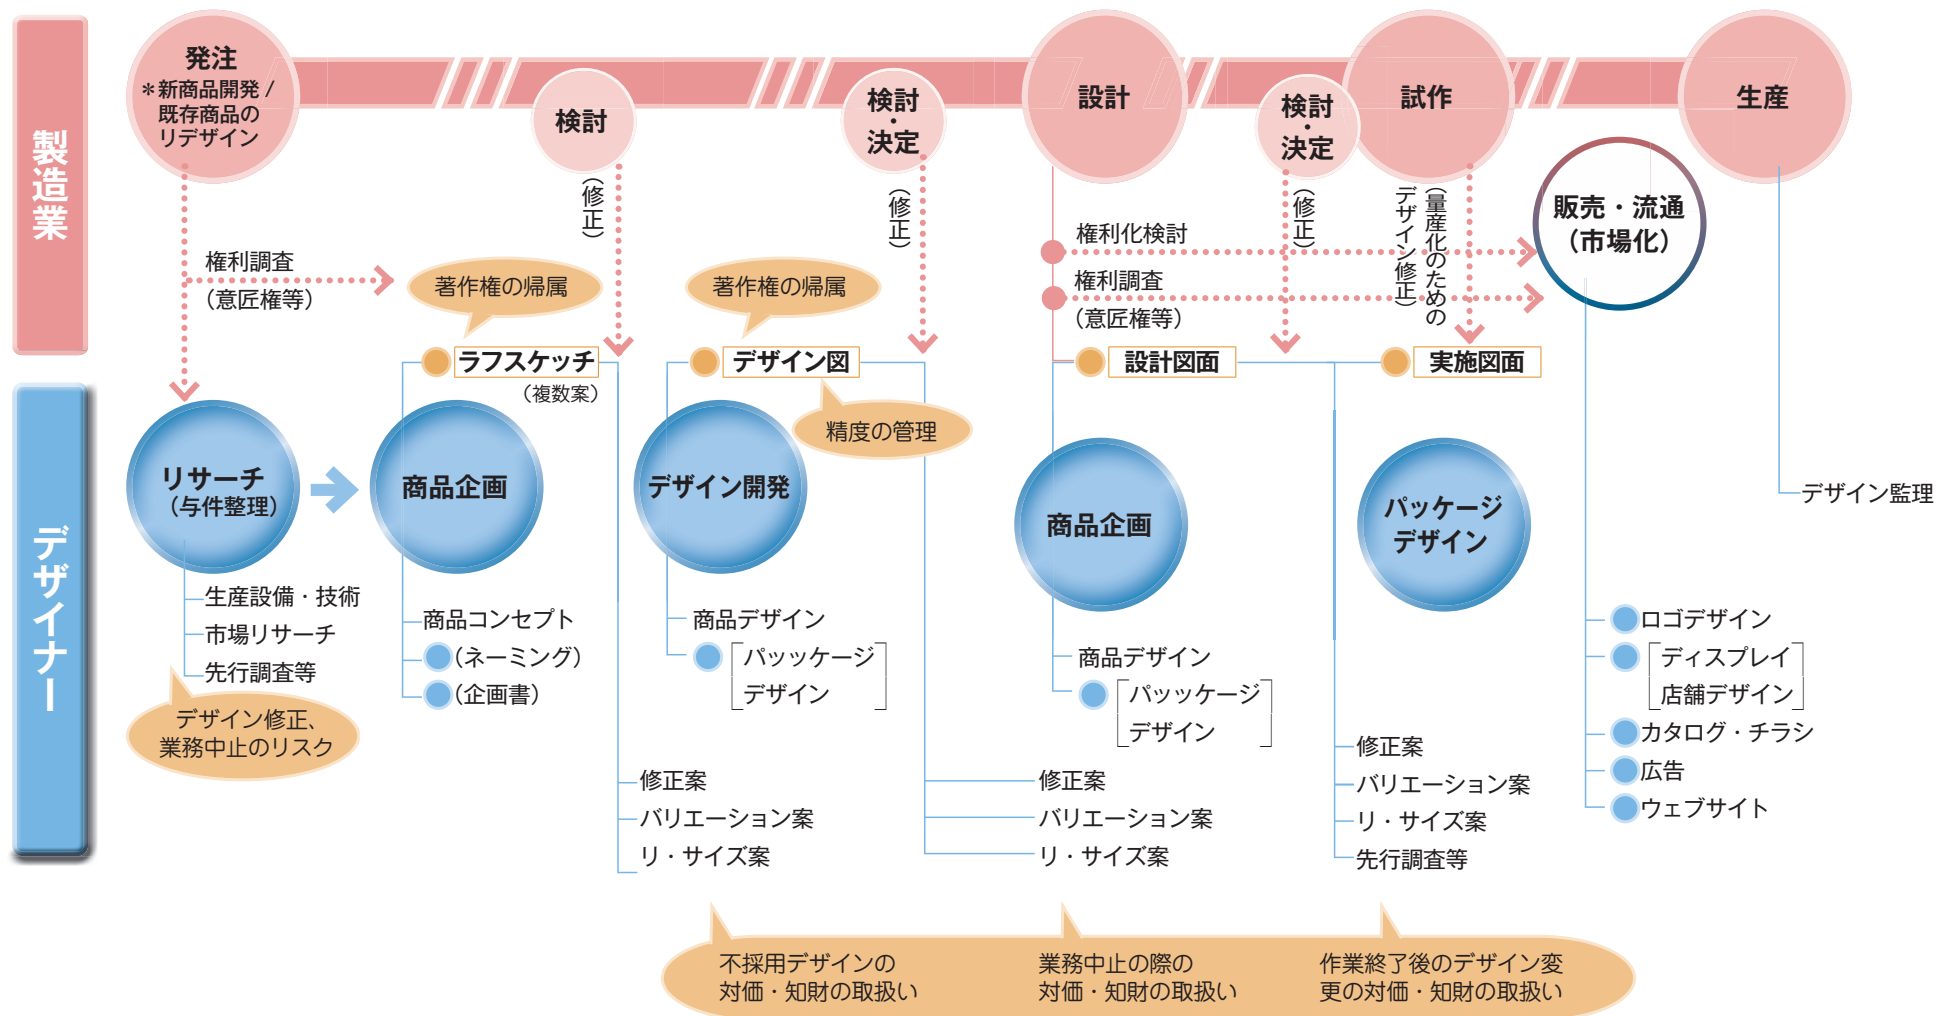 製造業
発注
＊新商品開発 /
既存商品の
リデザイン
検討
検討
・
決定
設計
検討
・
決定
試作
生産
(修正)
(修正)
(修正)
(量産化のための
デザイン修正)
販売・流通
(市場化)
権利調査
(意匠権等)
著作権の帰属
著作権の帰属
権利化検討
権利調査
(意匠権等)
ラフスケッチ
(複数案)
デザイン図
精度の管理
設計図面
実施図面
デザイナー
リサーチ
(与件整理)
商品企画
デザイン開発
商品企画
パッケージ
デザイン
デザイン監理
生産設備・技術
市場リサーチ
先行調査等
デザイン修正、
業務中止のリスク
商品コンセプト
(ネーミング)
(企画書)
商品デザイン
パッッケージ
デザイン
商品デザイン
パッッケージ
デザイン
ロゴデザイン
ディスプレイ
店舗デザイン
カタログ・チラシ
広告
ウェブサイト
修正案
バリエーション案
リ・サイズ案
修正案
バリエーション案
リ・サイズ案
修正案
バリエーション案
リ・サイズ案
先行調査等
不採用デザインの
対価・知財の取扱い
業務中止の際の
対価・知財の取扱い
作業終了後のデザイン変
更の対価・知財の取扱い